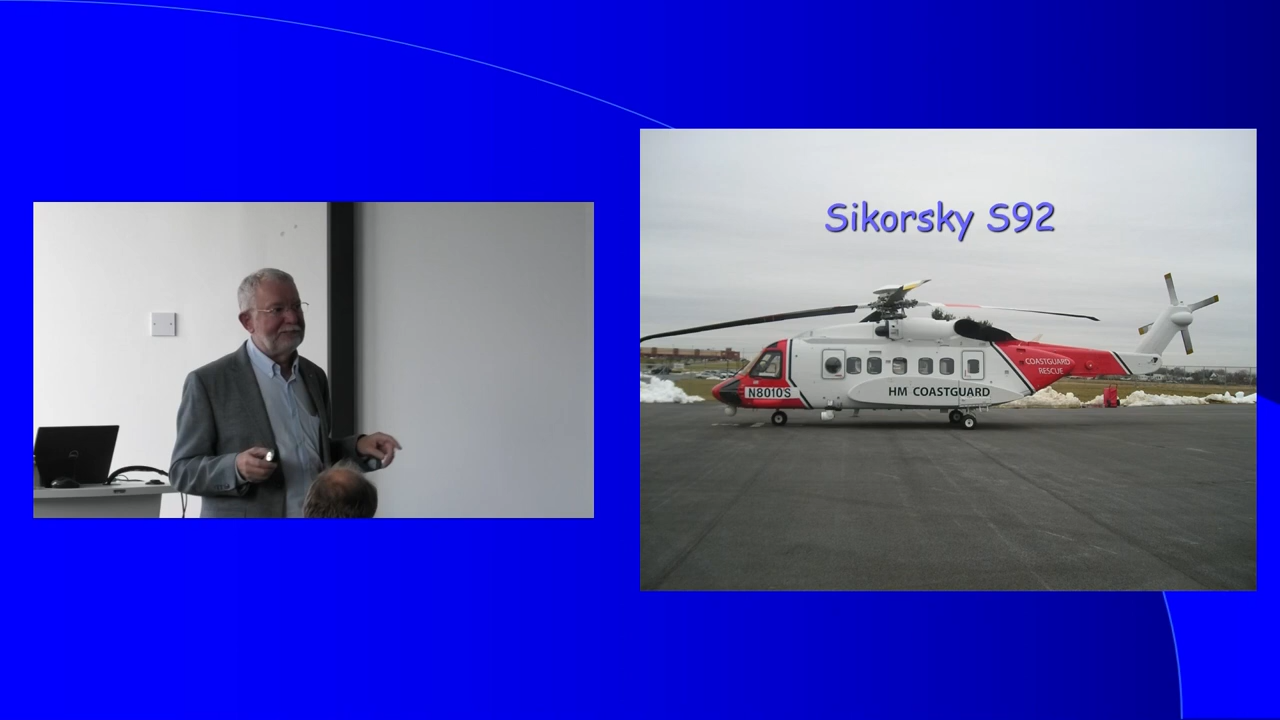 Sikorsky S92
COASTGUARD
RESCUE
N8010S
HM COASTGUARD